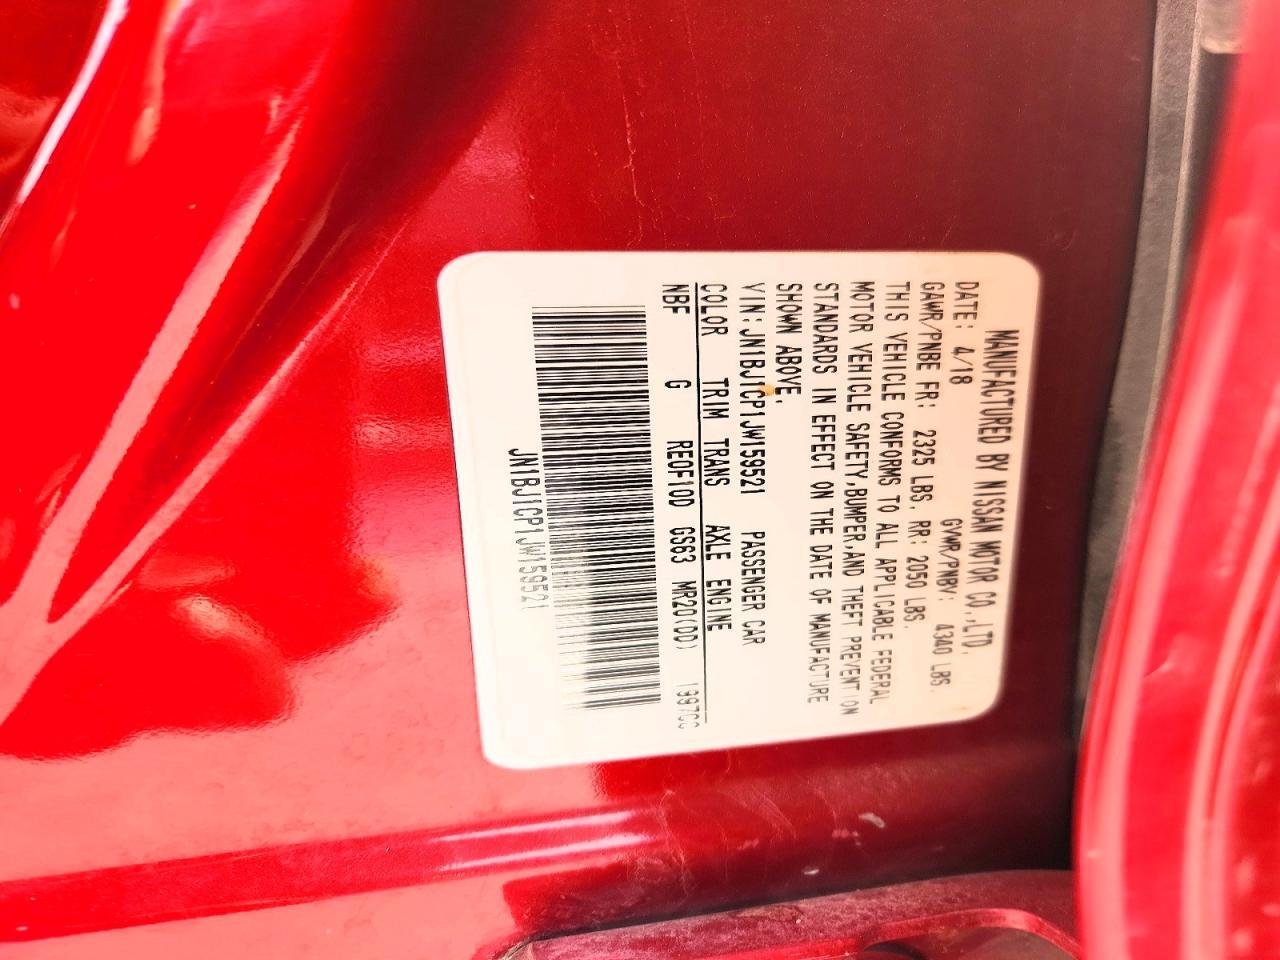 MANUFACTURED BY NISSAN MOTOR CO.,LTD.
DATE: 4/18 GVWR/PNBV: 4340 LBS.
GAWR/PNBE FR: 2325 LBS. RR: 2050 LBS.
THIS VEHICLE CONFORMS TO ALL APPLICABLE FEDERAL
MOTOR VEHICLE SAFETY,BUMPER,AND THEFT PREVENTION
STANDARDS IN EFFECT ON THE DATE OF MANUFACTURE
SHOWN ABOVE.
VIN: JN1BJ1CP1JW159521 PASSENGER CAR
COLOR TRIM TRANS AXLE ENGINE
NBF G RE0F10D GS63 MR20(DD) 1997CC
JN1BJ1CP1JW159521